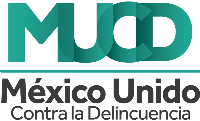 MUCD
México Unido
Contra la Delincuencia